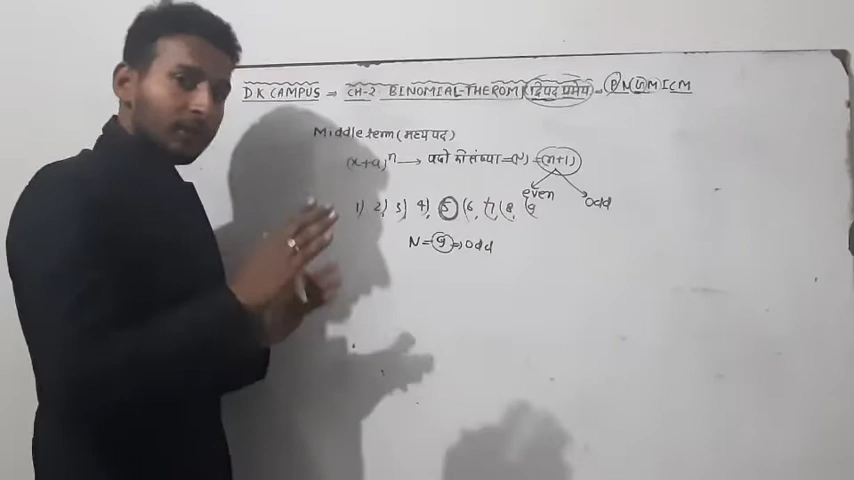 D.K CAMPUS ⇒ CH-2 BINOMIAL-THEROM (द्विपद प्रमेय) =
Middle term (मध्य पद)
(x+a)^n → पदो की संख्या =(N) = (n+1)
even odd
1) 2) 3) 4), 5 (6, (7, (8, (9
N = 9 => odd